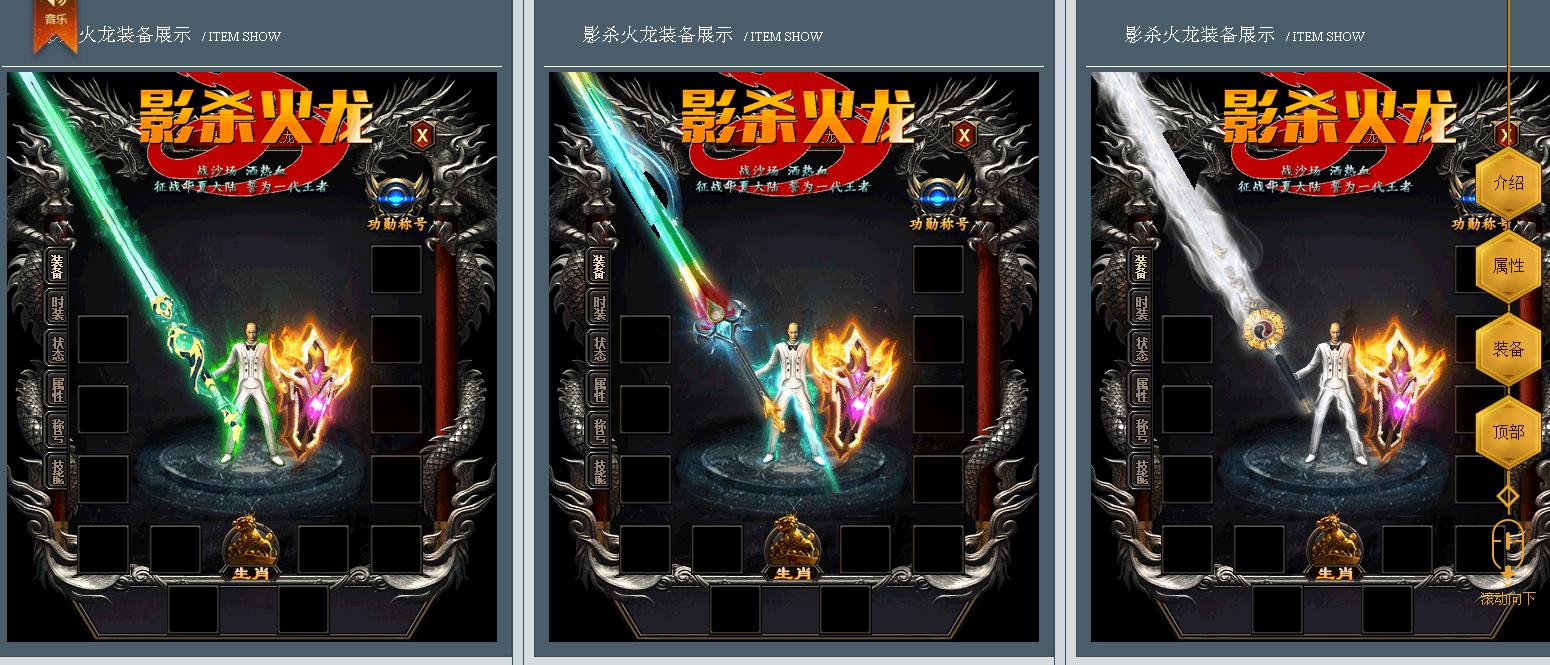 音乐
火龙装备展示 / ITEM SHOW
影杀火龙
X
战沙场 洒热血
征战华夏大陆 誓为一代王者
功勋称号
装备
时装
状态
属性
称号
技能
生肖
影杀火龙装备展示 / ITEM SHOW
影杀火龙
X
战沙场 洒热血
征战华夏大陆 誓为一代王者
功勋称号
装备
时装
状态
属性
称号
技能
生肖
影杀火龙装备展示 / ITEM SHOW
影杀火龙
X
战沙场 洒热血
征战华夏大陆 誓为一代王者
功勋称号
装备
时装
状态
属性
称号
技能
生肖
介绍
属性
装备
顶部
滚动向下